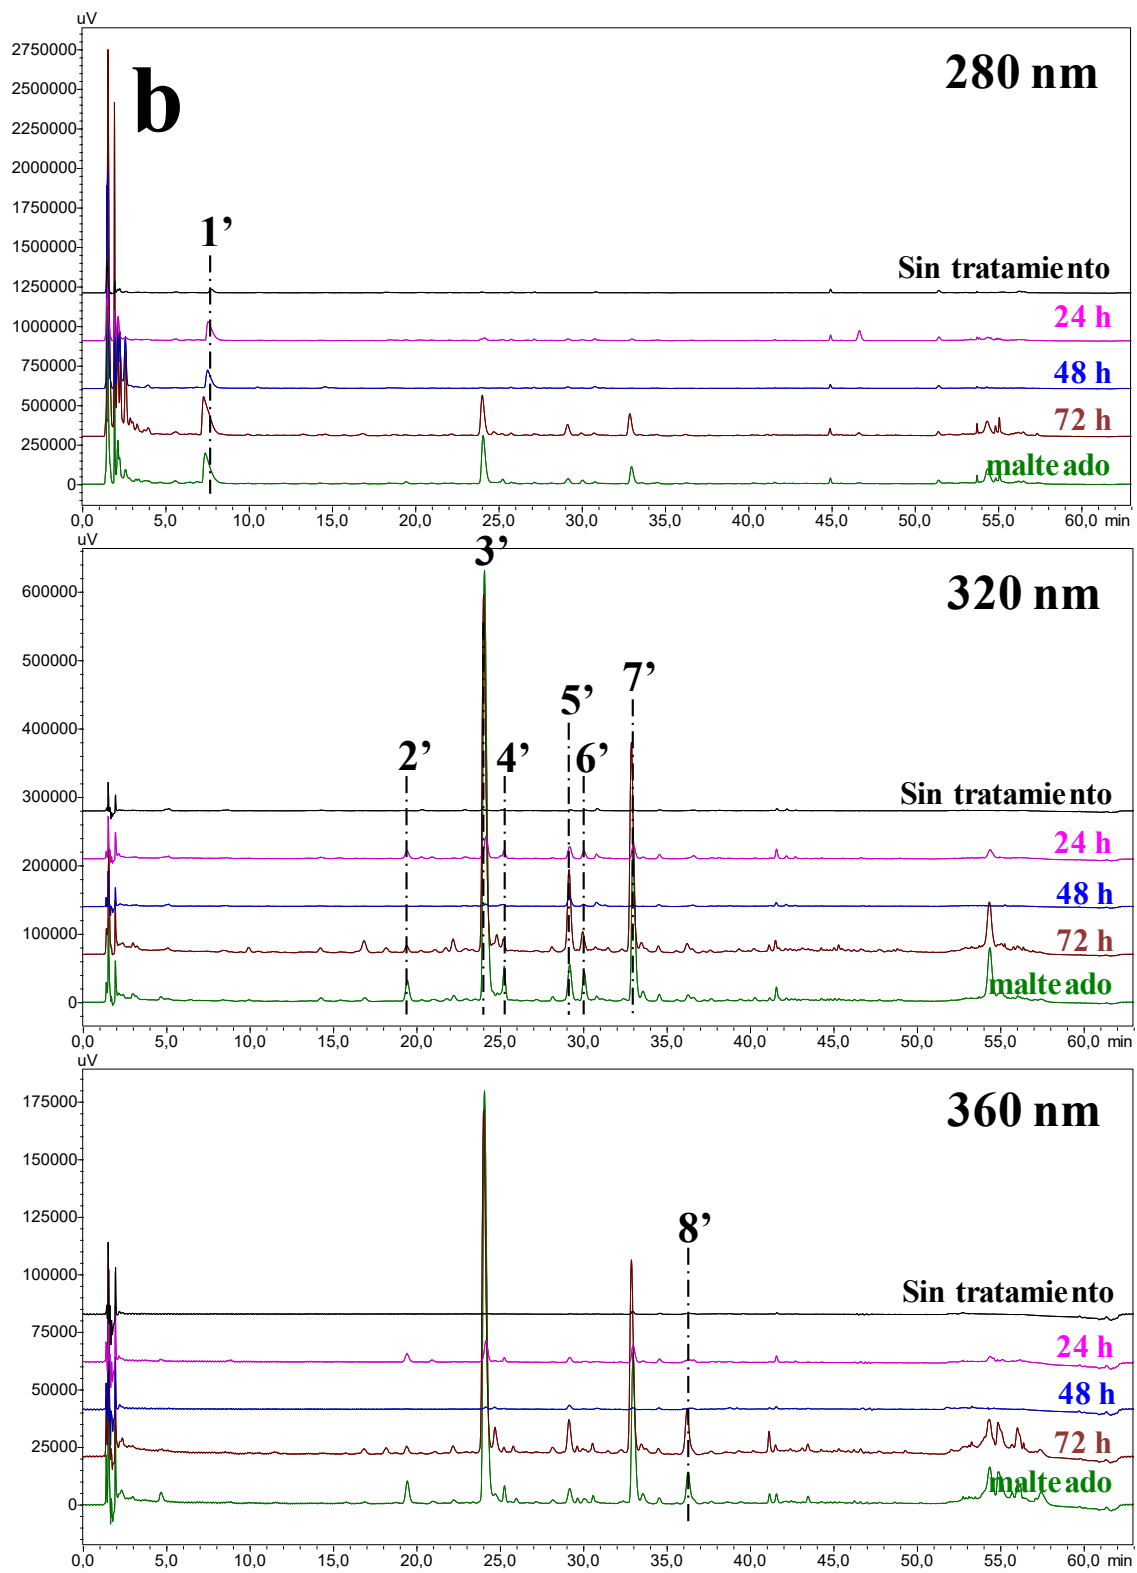 uV
2750000
2500000
2250000
2000000
1750000
1500000
1250000
1000000
750000
500000
250000
0
b
280 nm
1’
Sin tratamiento
24 h
48 h
72 h
malteado
0,0 5,0 10,0 15,0 20,0 25,0 30,0 35,0 40,0 45,0 50,0 55,0 60,0 min
uV
600000
500000
400000
300000
200000
100000
0
320 nm
3’
7’
5’
2’ 4’ 6’
Sin tratamiento
24 h
48 h
72 h
malteado
0,0 5,0 10,0 15,0 20,0 25,0 30,0 35,0 40,0 45,0 50,0 55,0 60,0 min
uV
175000
150000
125000
100000
75000
50000
25000
0
360 nm
8’
Sin tratamiento
24 h
48 h
72 h
malteado
0,0 5,0 10,0 15,0 20,0 25,0 30,0 35,0 40,0 45,0 50,0 55,0 60,0 min